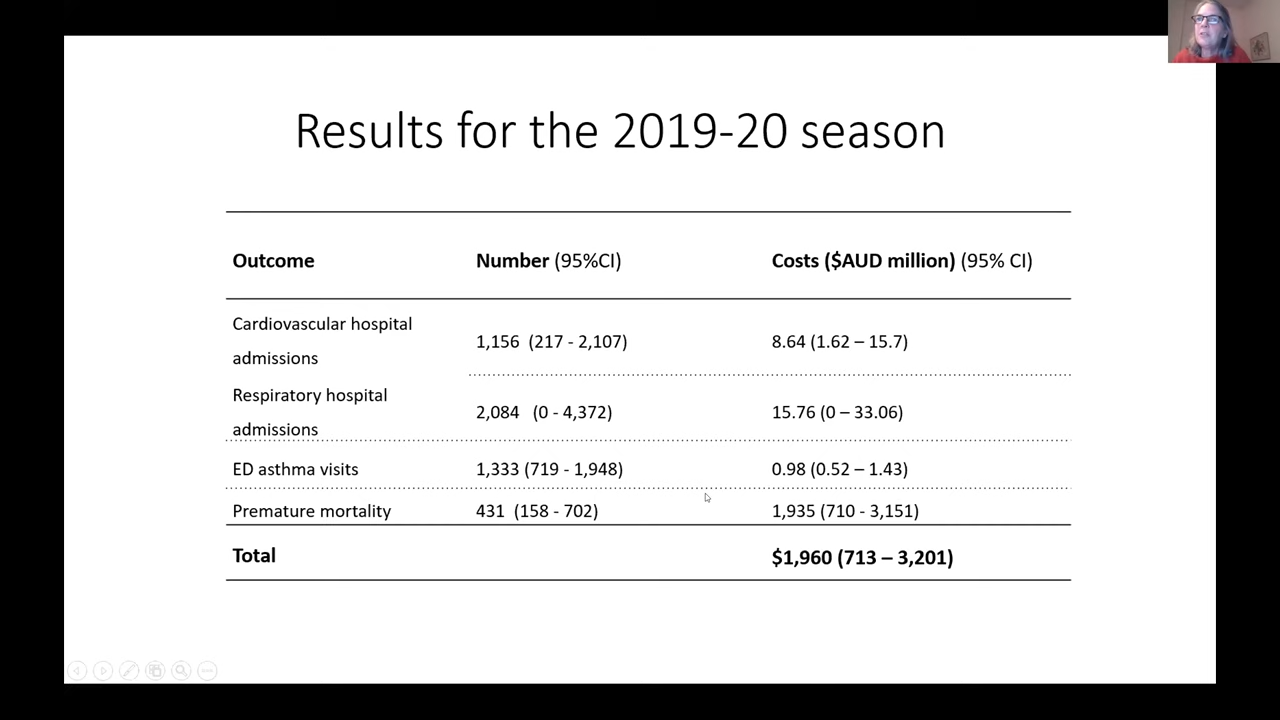 Results for the 2019-20 season
Outcome Number (95%CI) Costs ($AUD million) (95% CI)
Cardiovascular hospital
admissions
1,156 (217 - 2,107) 8.64 (1.62 – 15.7)
Respiratory hospital
admissions
2,084 (0 - 4,372) 15.76 (0 – 33.06)
ED asthma visits 1,333 (719 - 1,948) 0.98 (0.52 – 1.43)
Premature mortality 431 (158 - 702) 1,935 (710 - 3,151)
Total $1,960 (713 – 3,201)